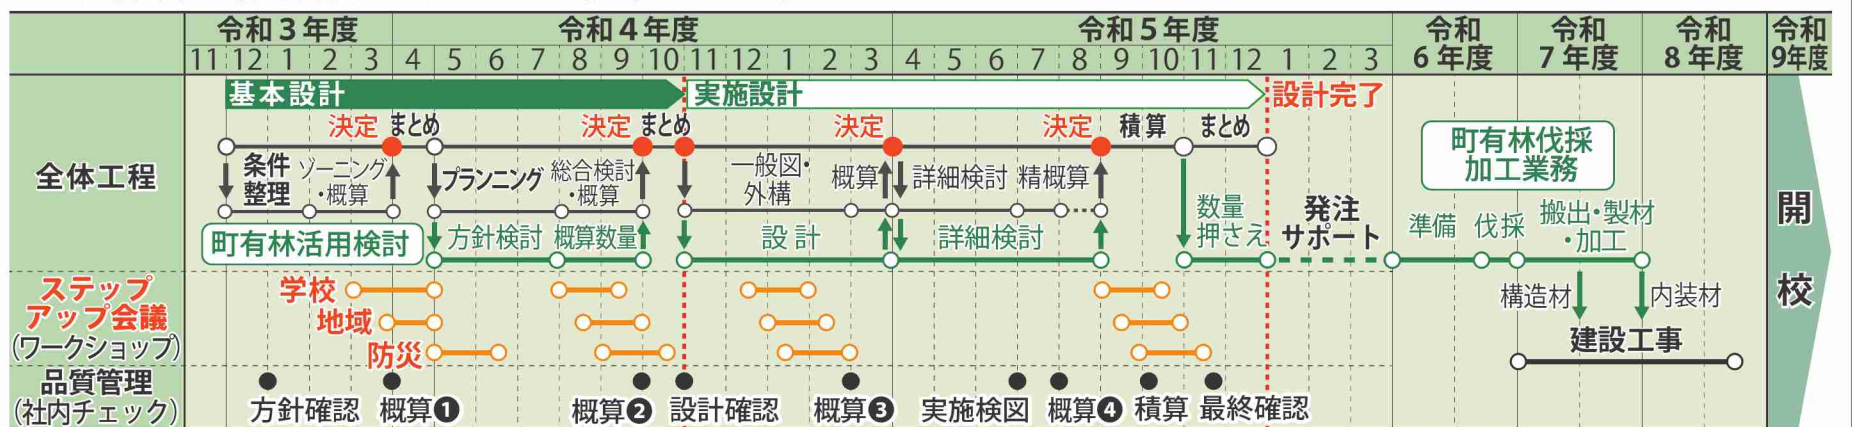 令和3年度 令和4年度 令和5年度 令和6年度 令和7年度 令和8年度 令和9年度
11 12 1 2 3 4 5 6 7 8 9 10 11 12 1 2 3 4 5 6 7 8 9 10 11 12 1 2 3
基本設計 実施設計 設計完了
全体工程
決定 まとめ 決定 まとめ 決定 決定 積算 まとめ
条件整理
ゾーニング・概算
プランニング
総合検討・概算
一般図・外構
概算
詳細検討 精概算
町有林活用検討
方針検討 概算数量 設計 詳細検討
数量押さえ
発注サポート
町有林伐採
加工業務
準備 伐採
搬出・製材・加工
構造材 内装材
建設工事
開校
ステップ
アップ会議
(ワークショップ)
学校
地域
防災
品質管理
(社内チェック)
方針確認 概算❶ 概算❷ 設計確認 概算❸ 実施検図 概算❹ 積算 最終確認